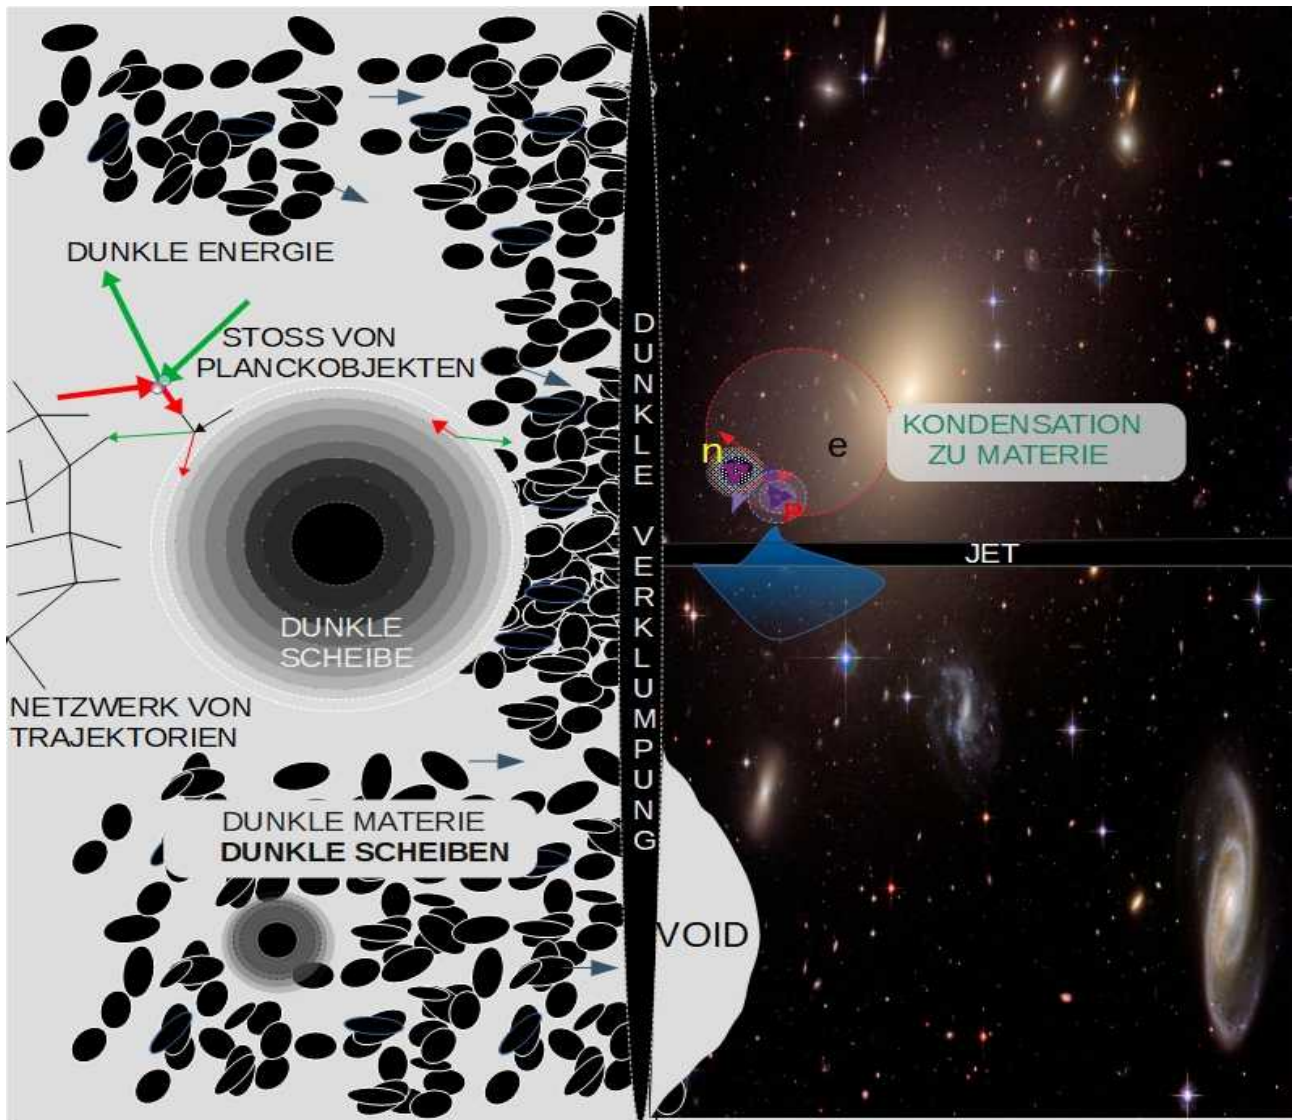 DUNKLE ENERGIE
STOSS VON
PLANCKOBJEKTEN
DUNKLE
SCHEIBE
NETZWERK VON
TRAJEKTORIEN
DUNKLE MATERIE
DUNKLE SCHEIBEN
DUNKLE VERKLUMPUNG
n
e
p
KONDENSATION
ZU MATERIE
JET
VOID